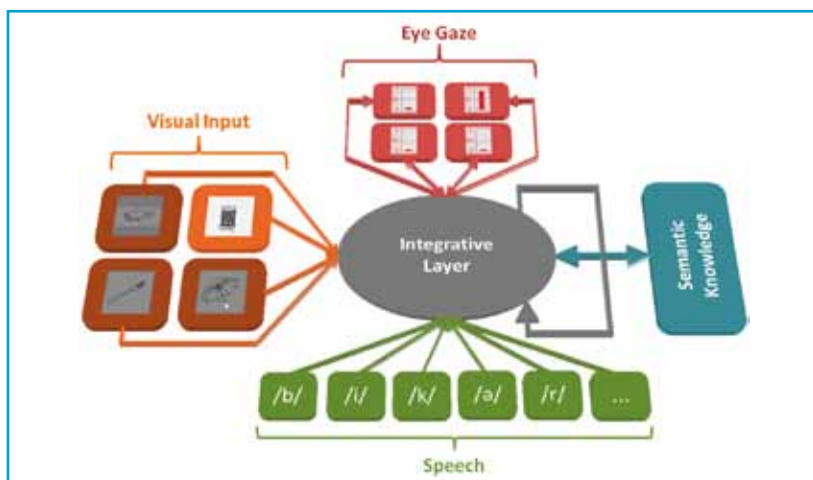 Eye Gaze
Visual Input
Integrative
Layer
Semantic
Knowledge
/b/ /i/ /k/ /ə/ /r/ ...
Speech